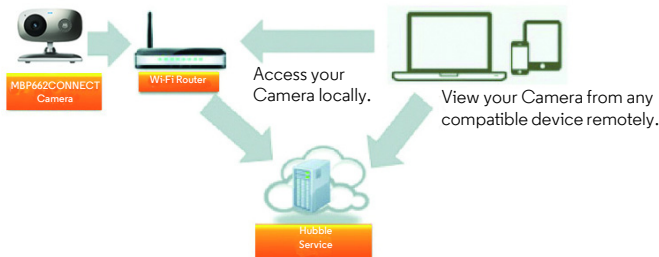 MBP662CONNECT
Camera
Wi-Fi Router
Access your
Camera locally.
View your Camera from any
compatible device remotely.
Hubble
Service